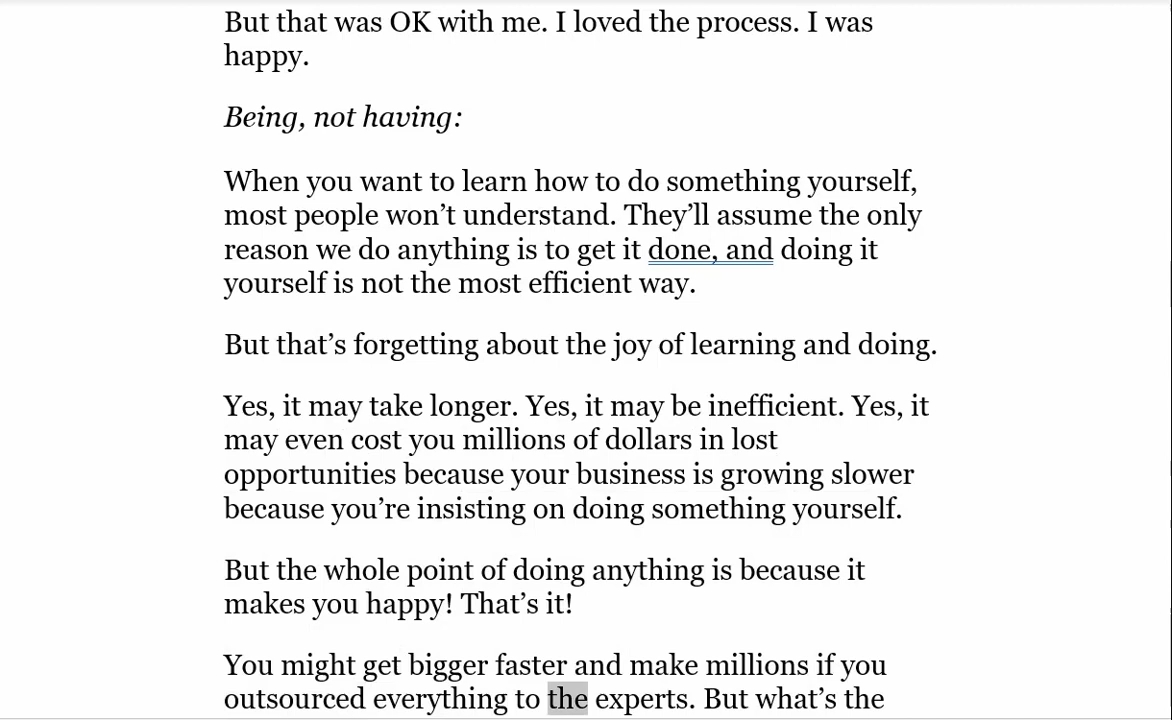 But that was OK with me. I loved the process. I was
happy.
Being, not having:
When you want to learn how to do something yourself,
most people won’t understand. They’ll assume the only
reason we do anything is to get it done, and doing it
yourself is not the most efficient way.
But that’s forgetting about the joy of learning and doing.
Yes, it may take longer. Yes, it may be inefficient. Yes, it
may even cost you millions of dollars in lost
opportunities because your business is growing slower
because you’re insisting on doing something yourself.
But the whole point of doing anything is because it
makes you happy! That’s it!
You might get bigger faster and make millions if you
outsourced everything to the experts. But what’s the